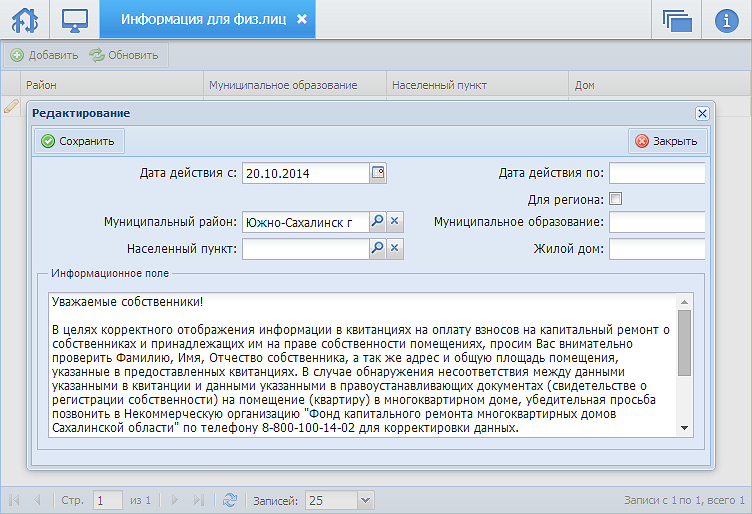 Информация для физ.лиц
Добавить Обновить
Район Муниципальное образование Населенный пункт Дом
Редактирование
Сохранить Закрыть
Дата действия с: 20.10.2014 Дата действия по:
Для региона:
Муниципальный район: Южно-Сахалинск г Муниципальное образование:
Населенный пункт: Жилой дом:
Информационное поле
Уважаемые собственники!
В целях корректного отображения информации в квитанциях на оплату взносов на капитальный ремонт о
собственниках и принадлежащих им на праве собственности помещениях, просим Вас внимательно
проверить Фамилию, Имя, Отчество собственника, а так же адрес и общую площадь помещения,
указанные в предоставленных квитанциях. В случае обнаружения несоответствия между данными
указанными в квитанции и данными указанными в правоустанавливающих документах (свидетельстве о
регистрации собственности) на помещение (квартиру) в многоквартирном доме, убедительная просьба
позвонить в Некоммерческую организацию "Фонд капитального ремонта многоквартирных домов
Сахалинской области" по телефону 8-800-100-14-02 для корректировки данных.
Стр. 1 из 1 Записей: 25 Записи с 1 по 1, всего 1